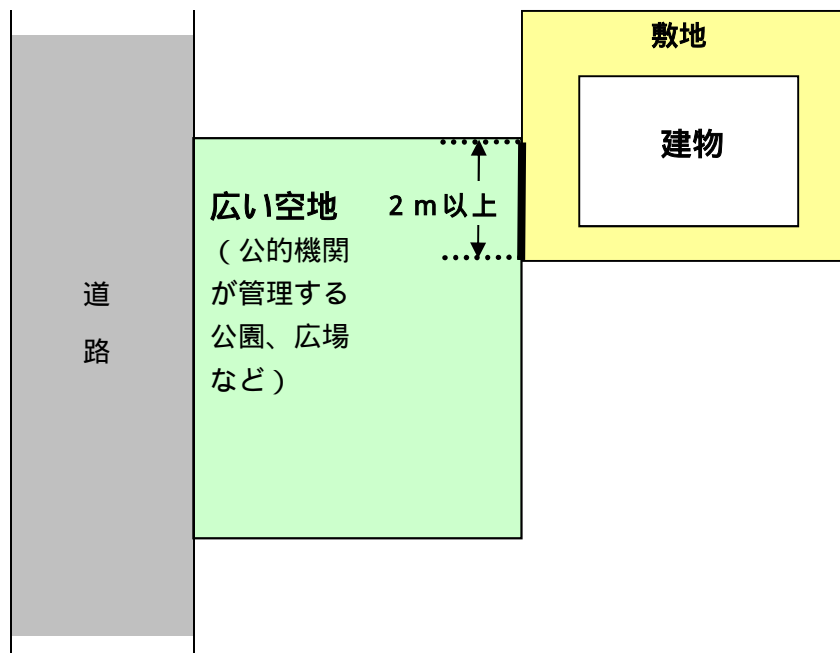 敷地
建物
広い空地
２ｍ以上
（公的機関
が管理する
公園、広場
など）
道
路